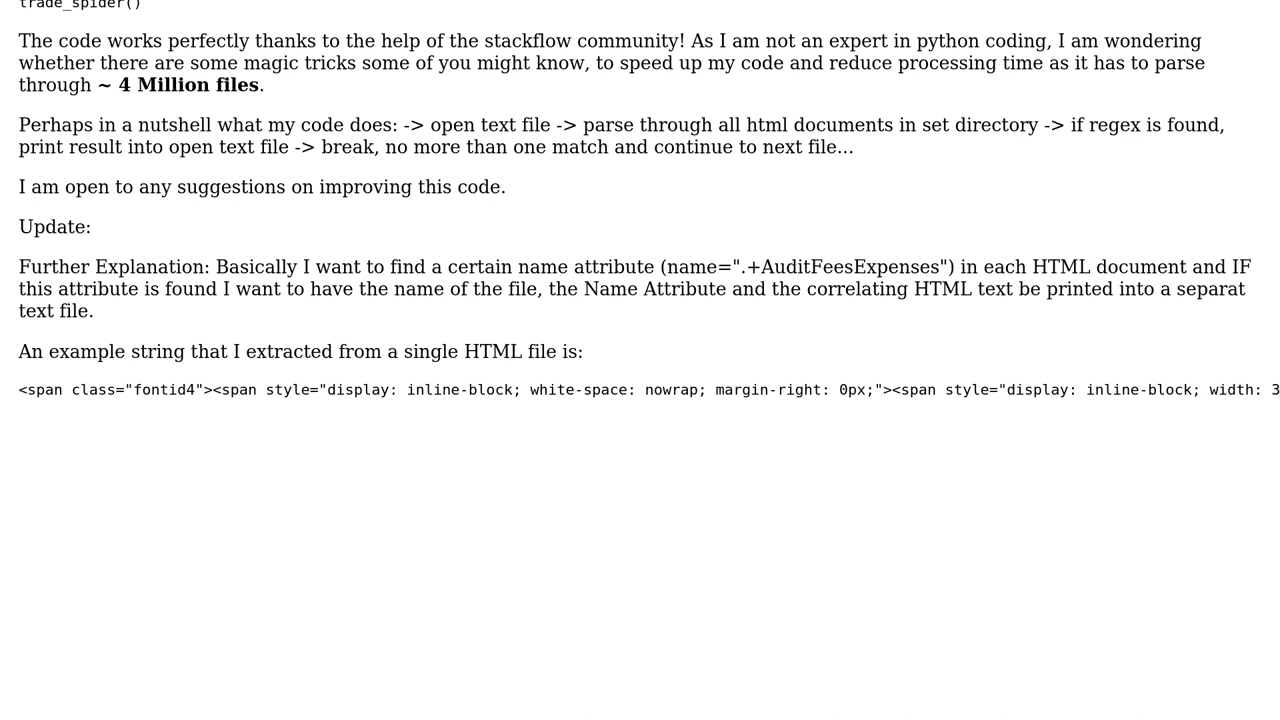 trade_spider()
The code works perfectly thanks to the help of the stackflow community! As I am not an expert in python coding, I am wondering
whether there are some magic tricks some of you might know, to speed up my code and reduce processing time as it has to parse
through ~ 4 Million files.
Perhaps in a nutshell what my code does: -> open text file -> parse through all html documents in set directory -> if regex is found,
print result into open text file -> break, no more than one match and continue to next file...
I am open to any suggestions on improving this code.
Update:
Further Explanation: Basically I want to find a certain name attribute (name=".+AuditFeesExpenses") in each HTML document and IF
this attribute is found I want to have the name of the file, the Name Attribute and the correlating HTML text be printed into a separat
text file.
An example string that I extracted from a single HTML file is:
<span class="fontid4"><span style="display: inline-block; white-space: nowrap; margin-right: 0px;"><span style="display: inline-block; width: 3